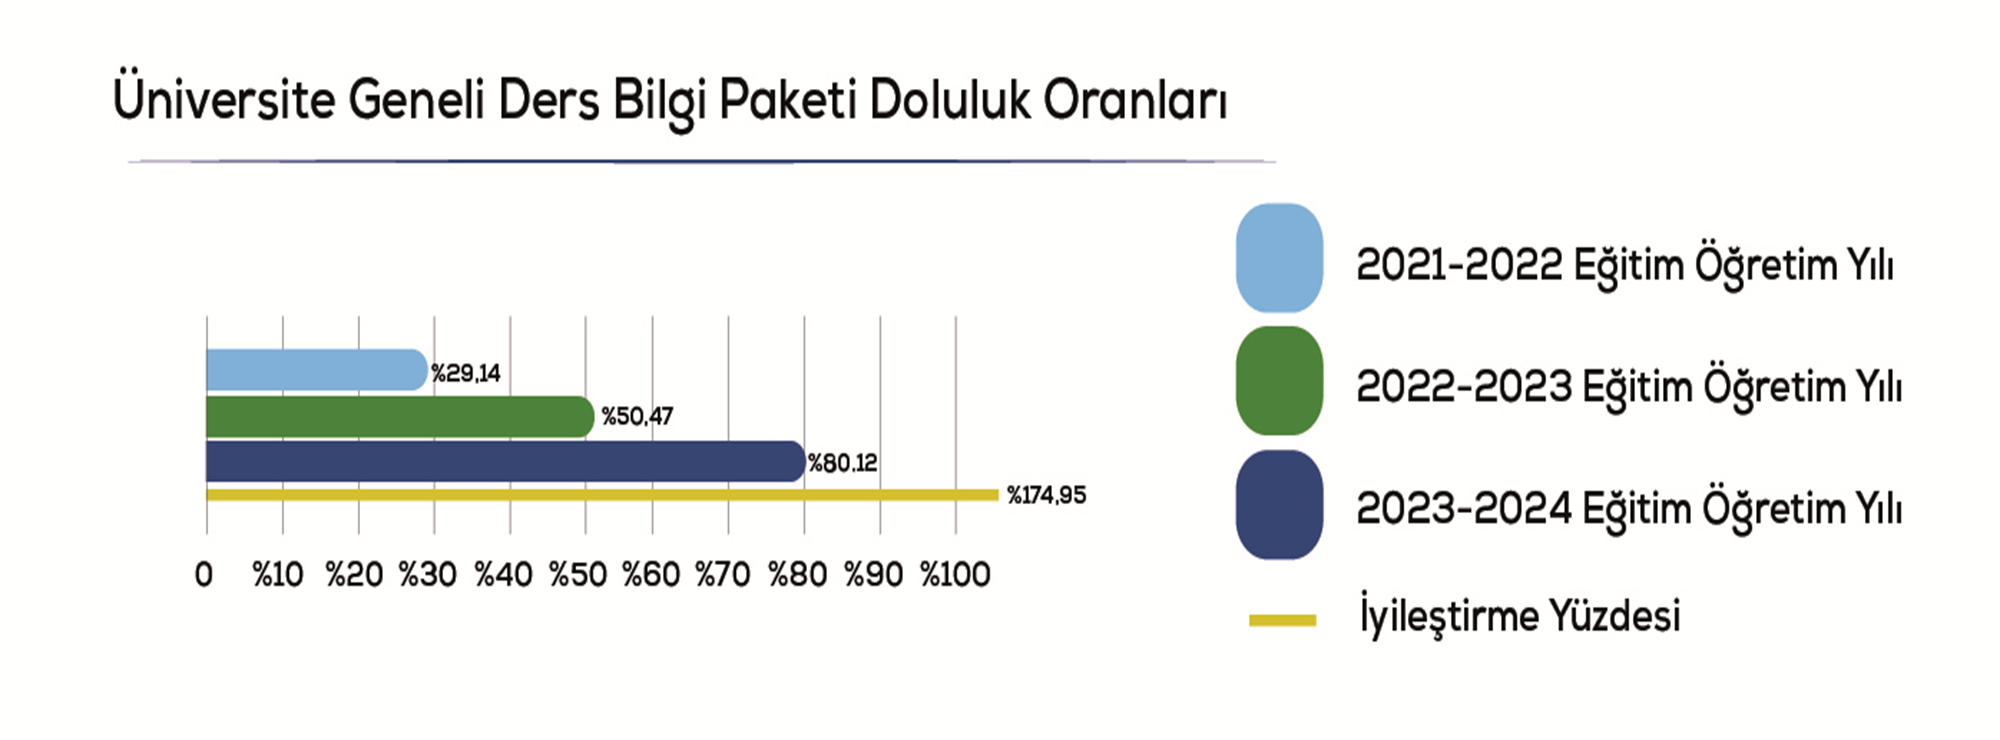 Üniversite Geneli Ders Bilgi Paketi Doluluk Oranları
2021-2022 Eğitim Öğretim Yılı
2022-2023 Eğitim Öğretim Yılı
2023-2024 Eğitim Öğretim Yılı
İyileştirme Yüzdesi
%29,14
%50,47
%80,12
%174,95
0 %10 %20 %30 %40 %50 %60 %70 %80 %90 %100